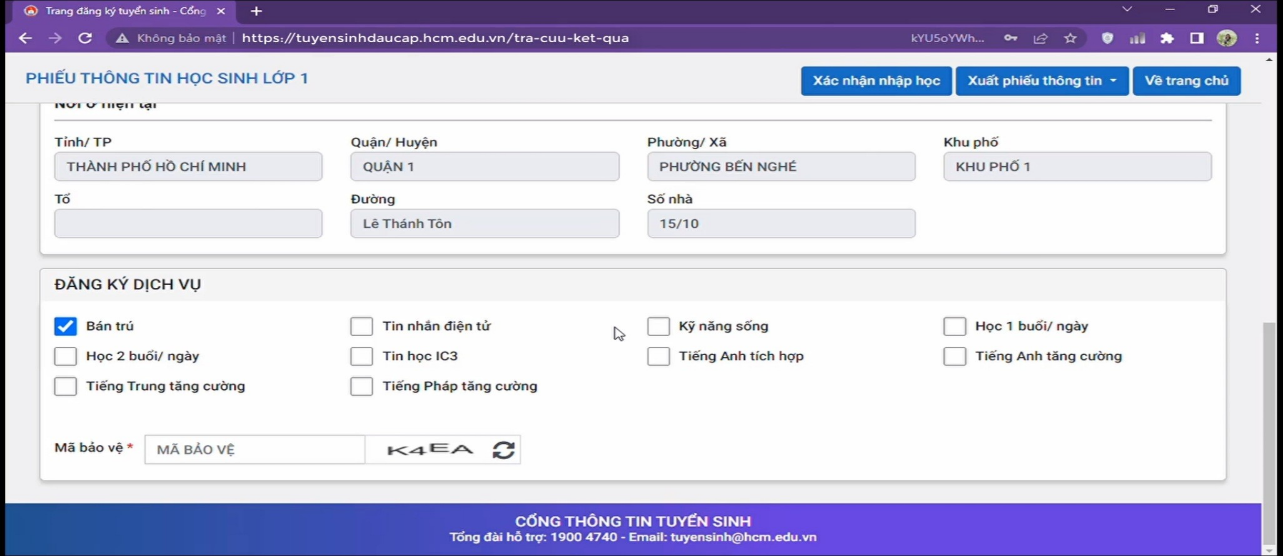 Trang đăng ký tuyển sinh - Cổng
Không bảo mật | https://tuyensinhdaucap.hcm.edu.vn/tra-cuu-ket-qua kYU5oYWh...
PHIẾU THÔNG TIN HỌC SINH LỚP 1 Xác nhận nhập học Xuất phiếu thông tin Về trang chủ
Nơi ở hiện tại
Tỉnh/ TP Quận/ Huyện Phường/ Xã Khu phố
THÀNH PHỐ HỒ CHÍ MINH QUẬN 1 PHƯỜNG BẾN NGHÉ KHU PHỐ 1
Tổ Đường Số nhà
Lê Thánh Tôn 15/10
ĐĂNG KÝ DỊCH VỤ
Bán trú Tin nhắn điện tử Kỹ năng sống Học 1 buổi/ ngày
Học 2 buổi/ ngày Tin học IC3 Tiếng Anh tích hợp Tiếng Anh tăng cường
Tiếng Trung tăng cường Tiếng Pháp tăng cường
Mã bảo vệ * MÃ BẢO VỆ K4EA
CỔNG THÔNG TIN TUYỂN SINH
Tổng đài hỗ trợ: 1900 4740 - Email: tuyensinh@hcm.edu.vn